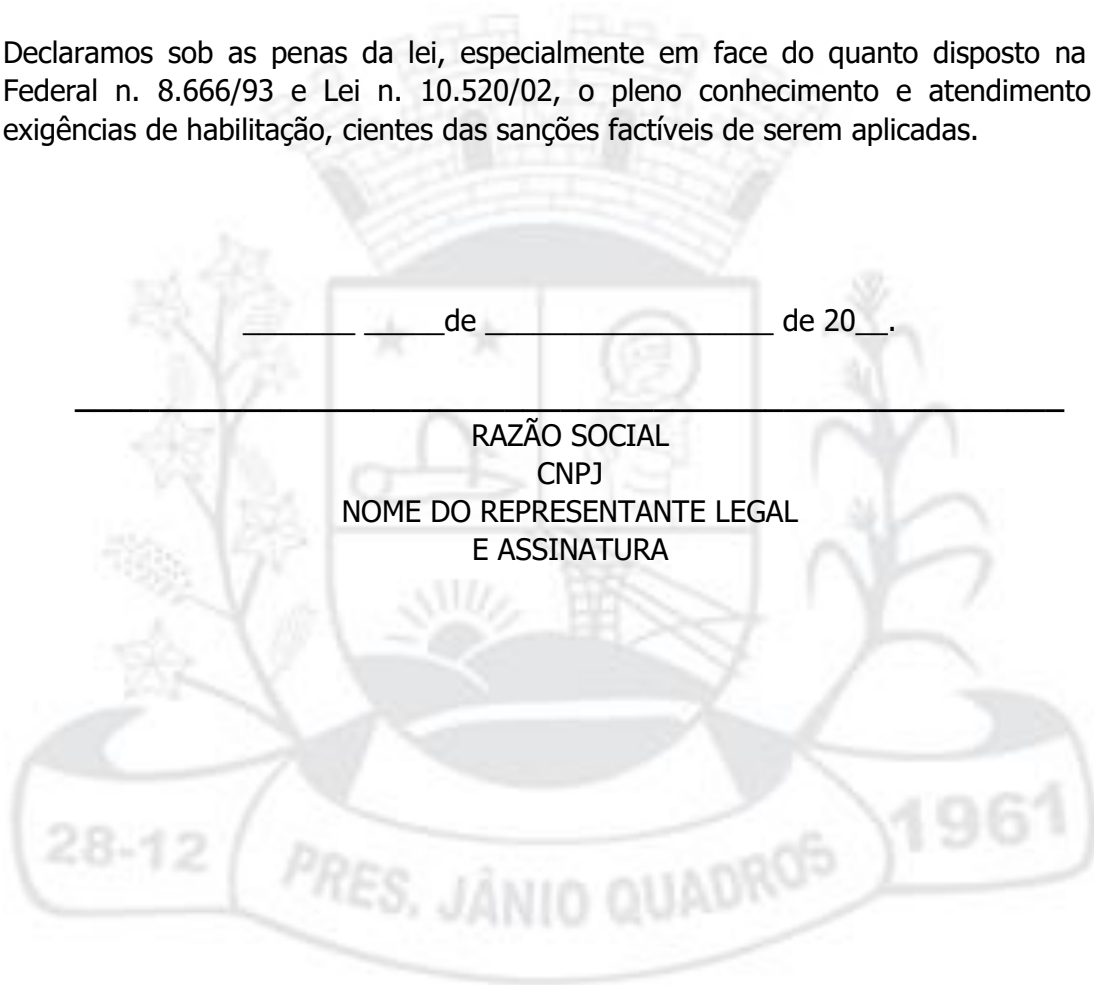 Declaramos sob as penas da lei, especialmente em face do quanto disposto na
Federal n. 8.666/93 e Lei n. 10.520/02, o pleno conhecimento e atendimento
exigências de habilitação, cientes das sanções factíveis de serem aplicadas.
_______ _____de __________________ de 20__.
RAZÃO SOCIAL
CNPJ
NOME DO REPRESENTANTE LEGAL
E ASSINATURA
28-12 PRES. JÂNIO QUADROS 1961